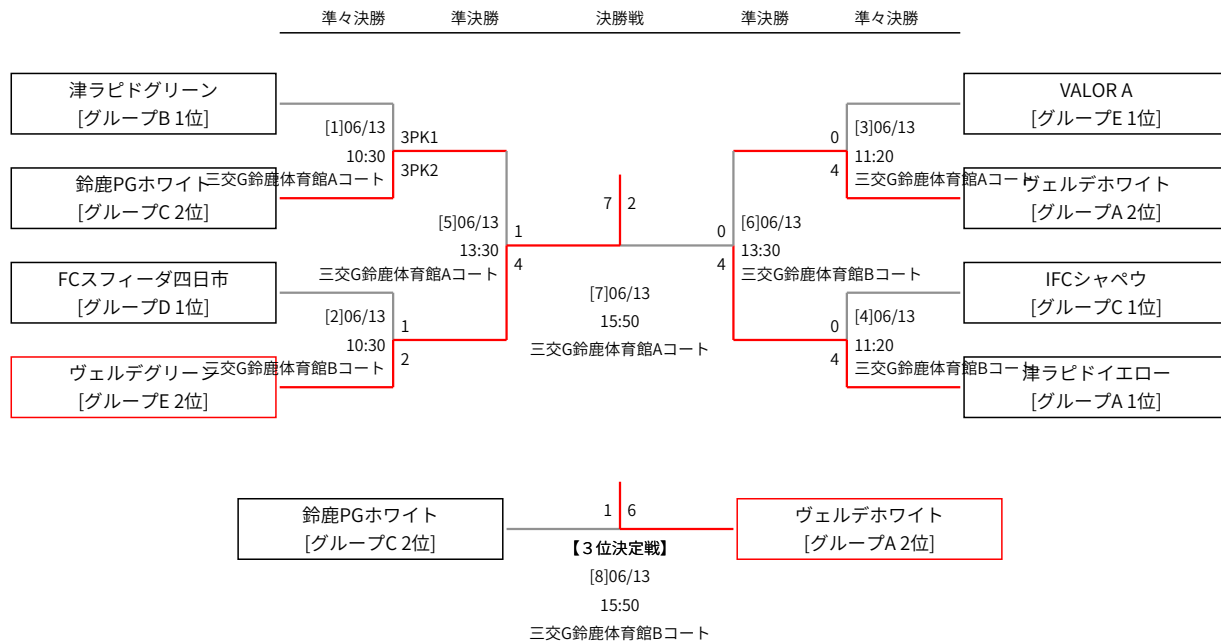 準々決勝 準決勝 決勝戦 準決勝 準々決勝
津ラピドグリーン
[グループB 1位]
[1]06/13
10:30
三交G鈴鹿体育館Aコート
3PK1
3PK2
鈴鹿PGホワイト
[グループC 2位]
[5]06/13
13:30
三交G鈴鹿体育館Aコート
1
4
FCスフィーダ四日市
[グループD 1位]
[2]06/13
10:30
三交G鈴鹿体育館Bコート
1
2
ヴェルデグリーン
[グループE 2位]
7 2
[7]06/13
15:50
三交G鈴鹿体育館Aコート
VALOR A
[グループE 1位]
0
4
[3]06/13
11:20
三交G鈴鹿体育館Aコート
ヴェルデホワイト
[グループA 2位]
0
4
[6]06/13
13:30
三交G鈴鹿体育館Bコート
IFCシャペウ
[グループC 1位]
0
4
[4]06/13
11:20
三交G鈴鹿体育館Bコート
津ラピドイエロー
[グループA 1位]
鈴鹿PGホワイト
[グループC 2位]
1 6
ヴェルデホワイト
[グループA 2位]
【３位決定戦】
[8]06/13
15:50
三交G鈴鹿体育館Bコート